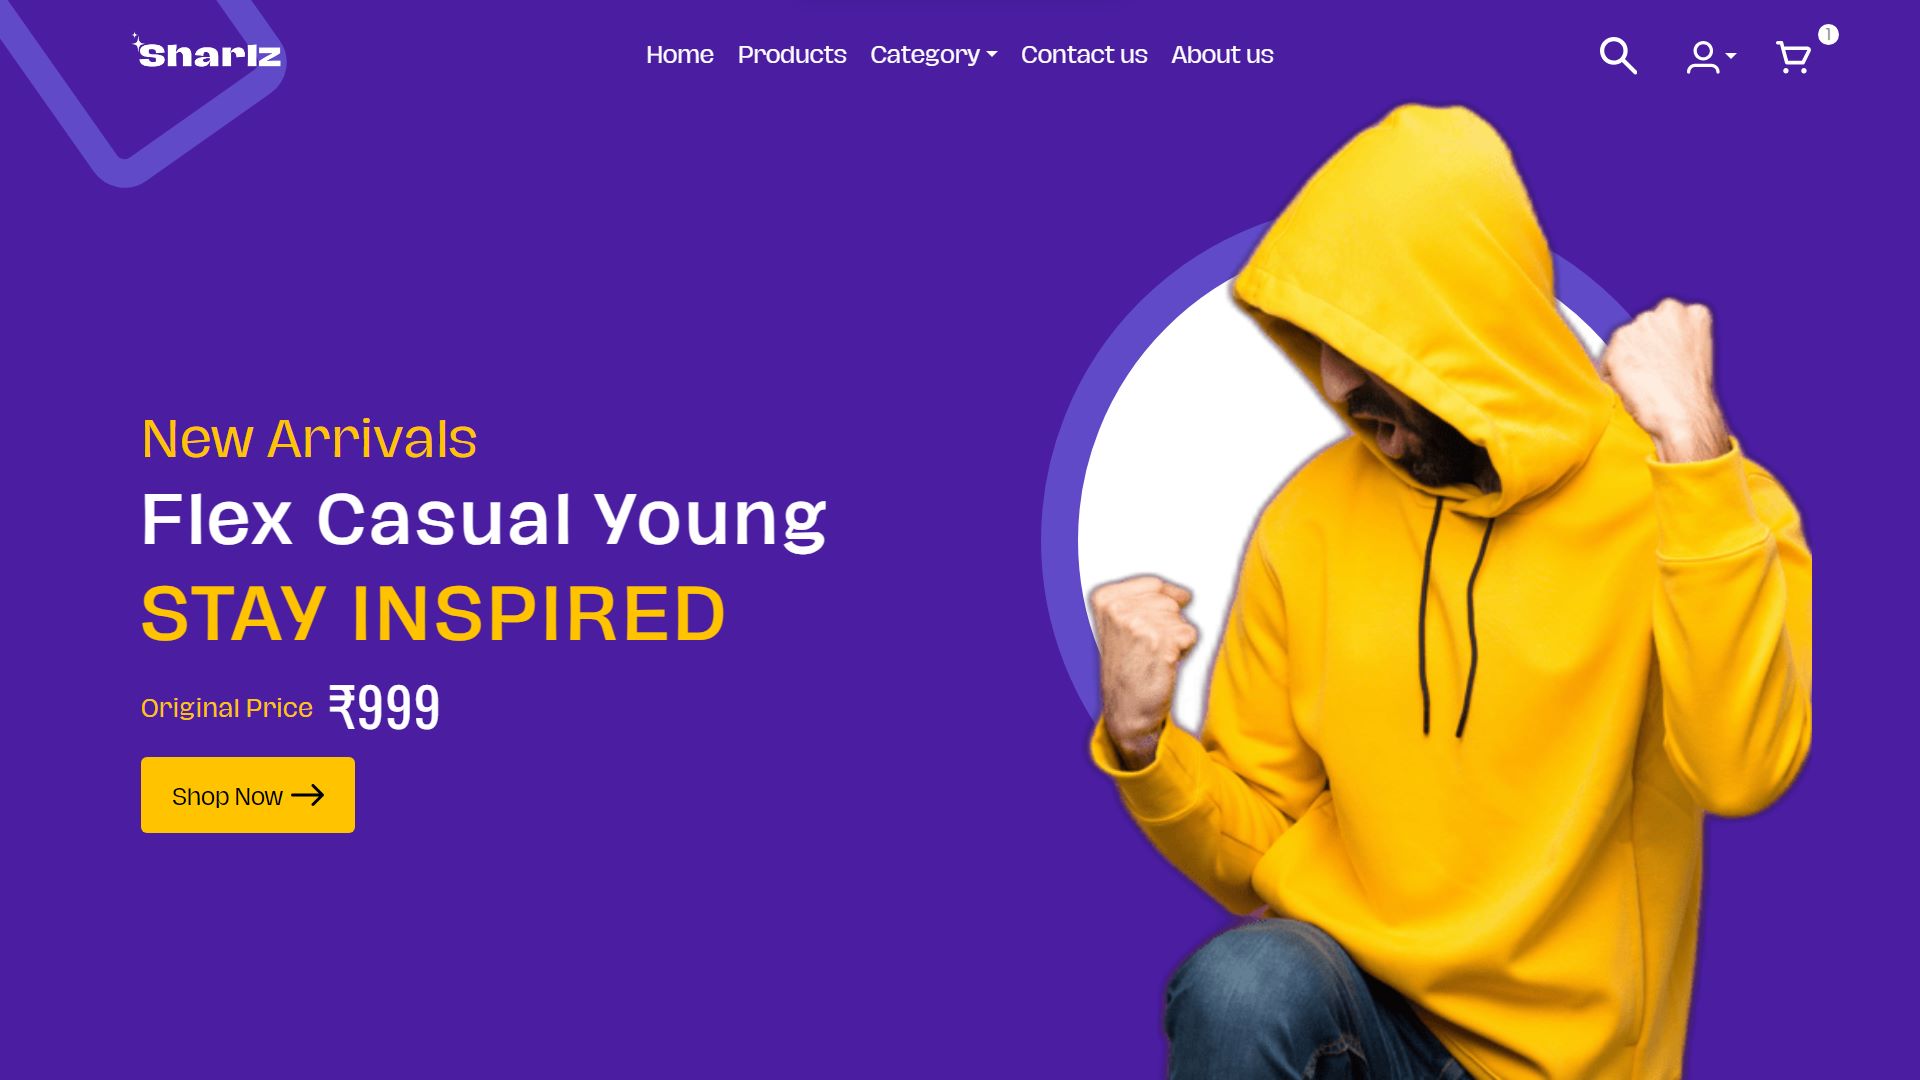 Sharlz
Home Products Category Contact us About us
1
New Arrivals
Flex Casual Young
STAY INSPIRED
Original Price ₹999
Shop Now